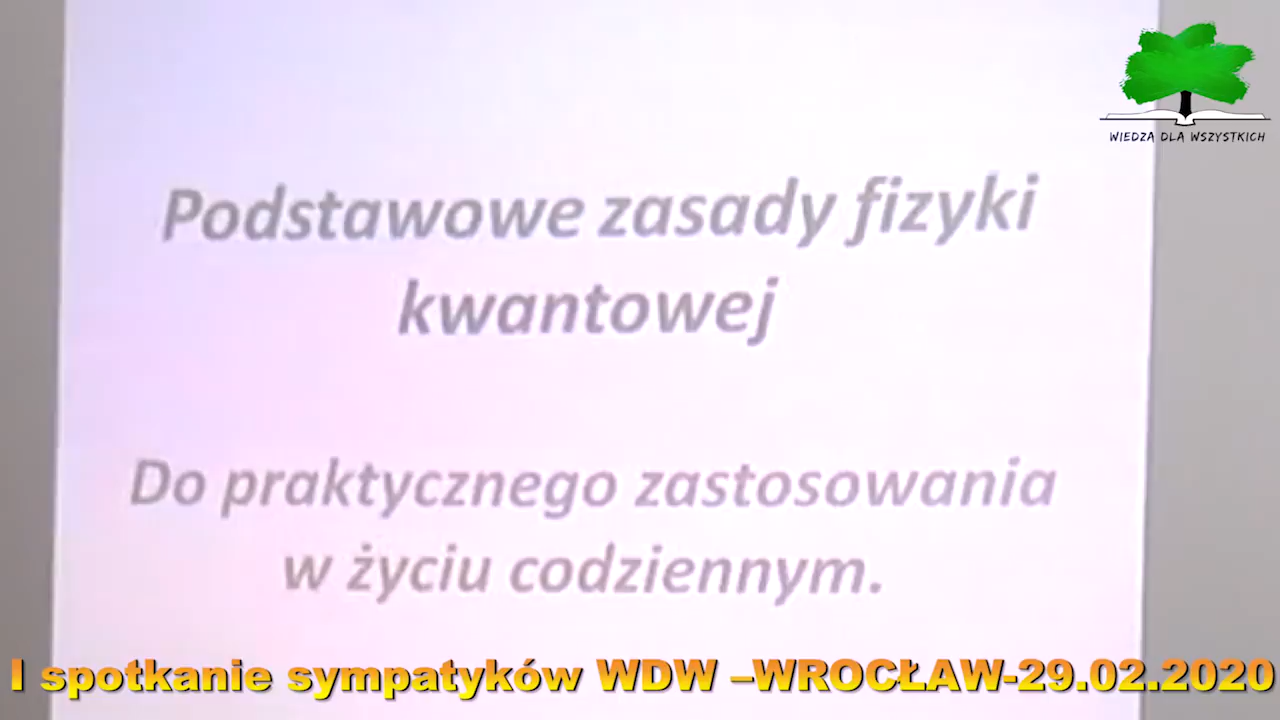 WIEDZA DLA WSZYSTKICH
Podstawowe zasady fizyki
kwantowej
Do praktycznego zastosowania
w życiu codziennym.
I spotkanie sympatyków WDW –WROCŁAW-29.02.2020